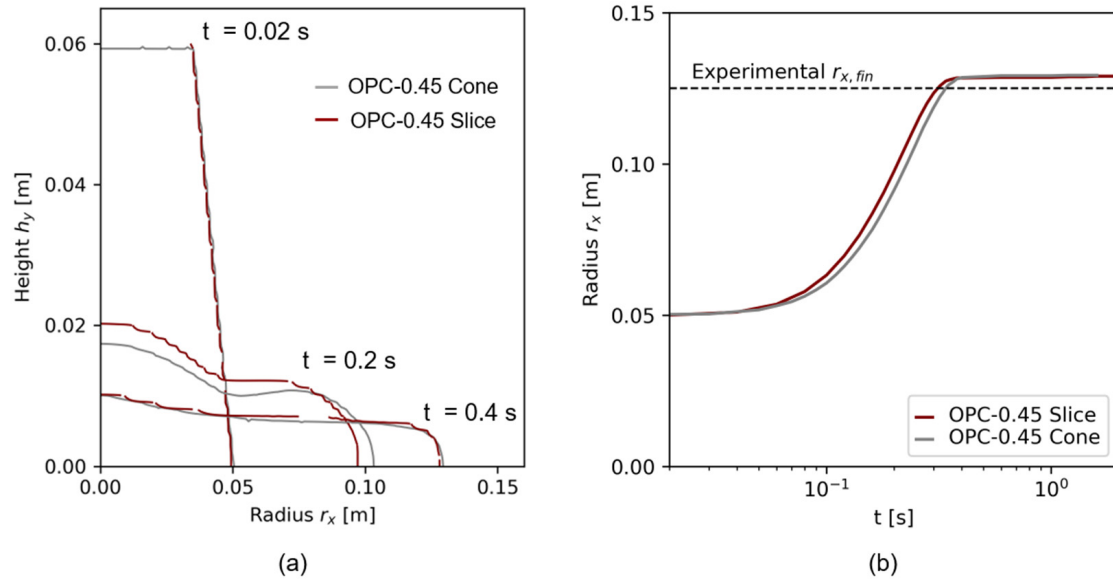 t = 0.02 s
OPC-0.45 Cone
OPC-0.45 Slice
t = 0.2 s
t = 0.4 s
0.06
0.04
0.02
0.00
Height h_y [m]
0.00 0.05 0.10 0.15
Radius r_x [m]
(a)
0.15
0.10
0.05
0.00
Radius r_x [m]
Experimental r_x,fin
OPC-0.45 Slice
OPC-0.45 Cone
10⁻¹ 10⁰
t [s]
(b)